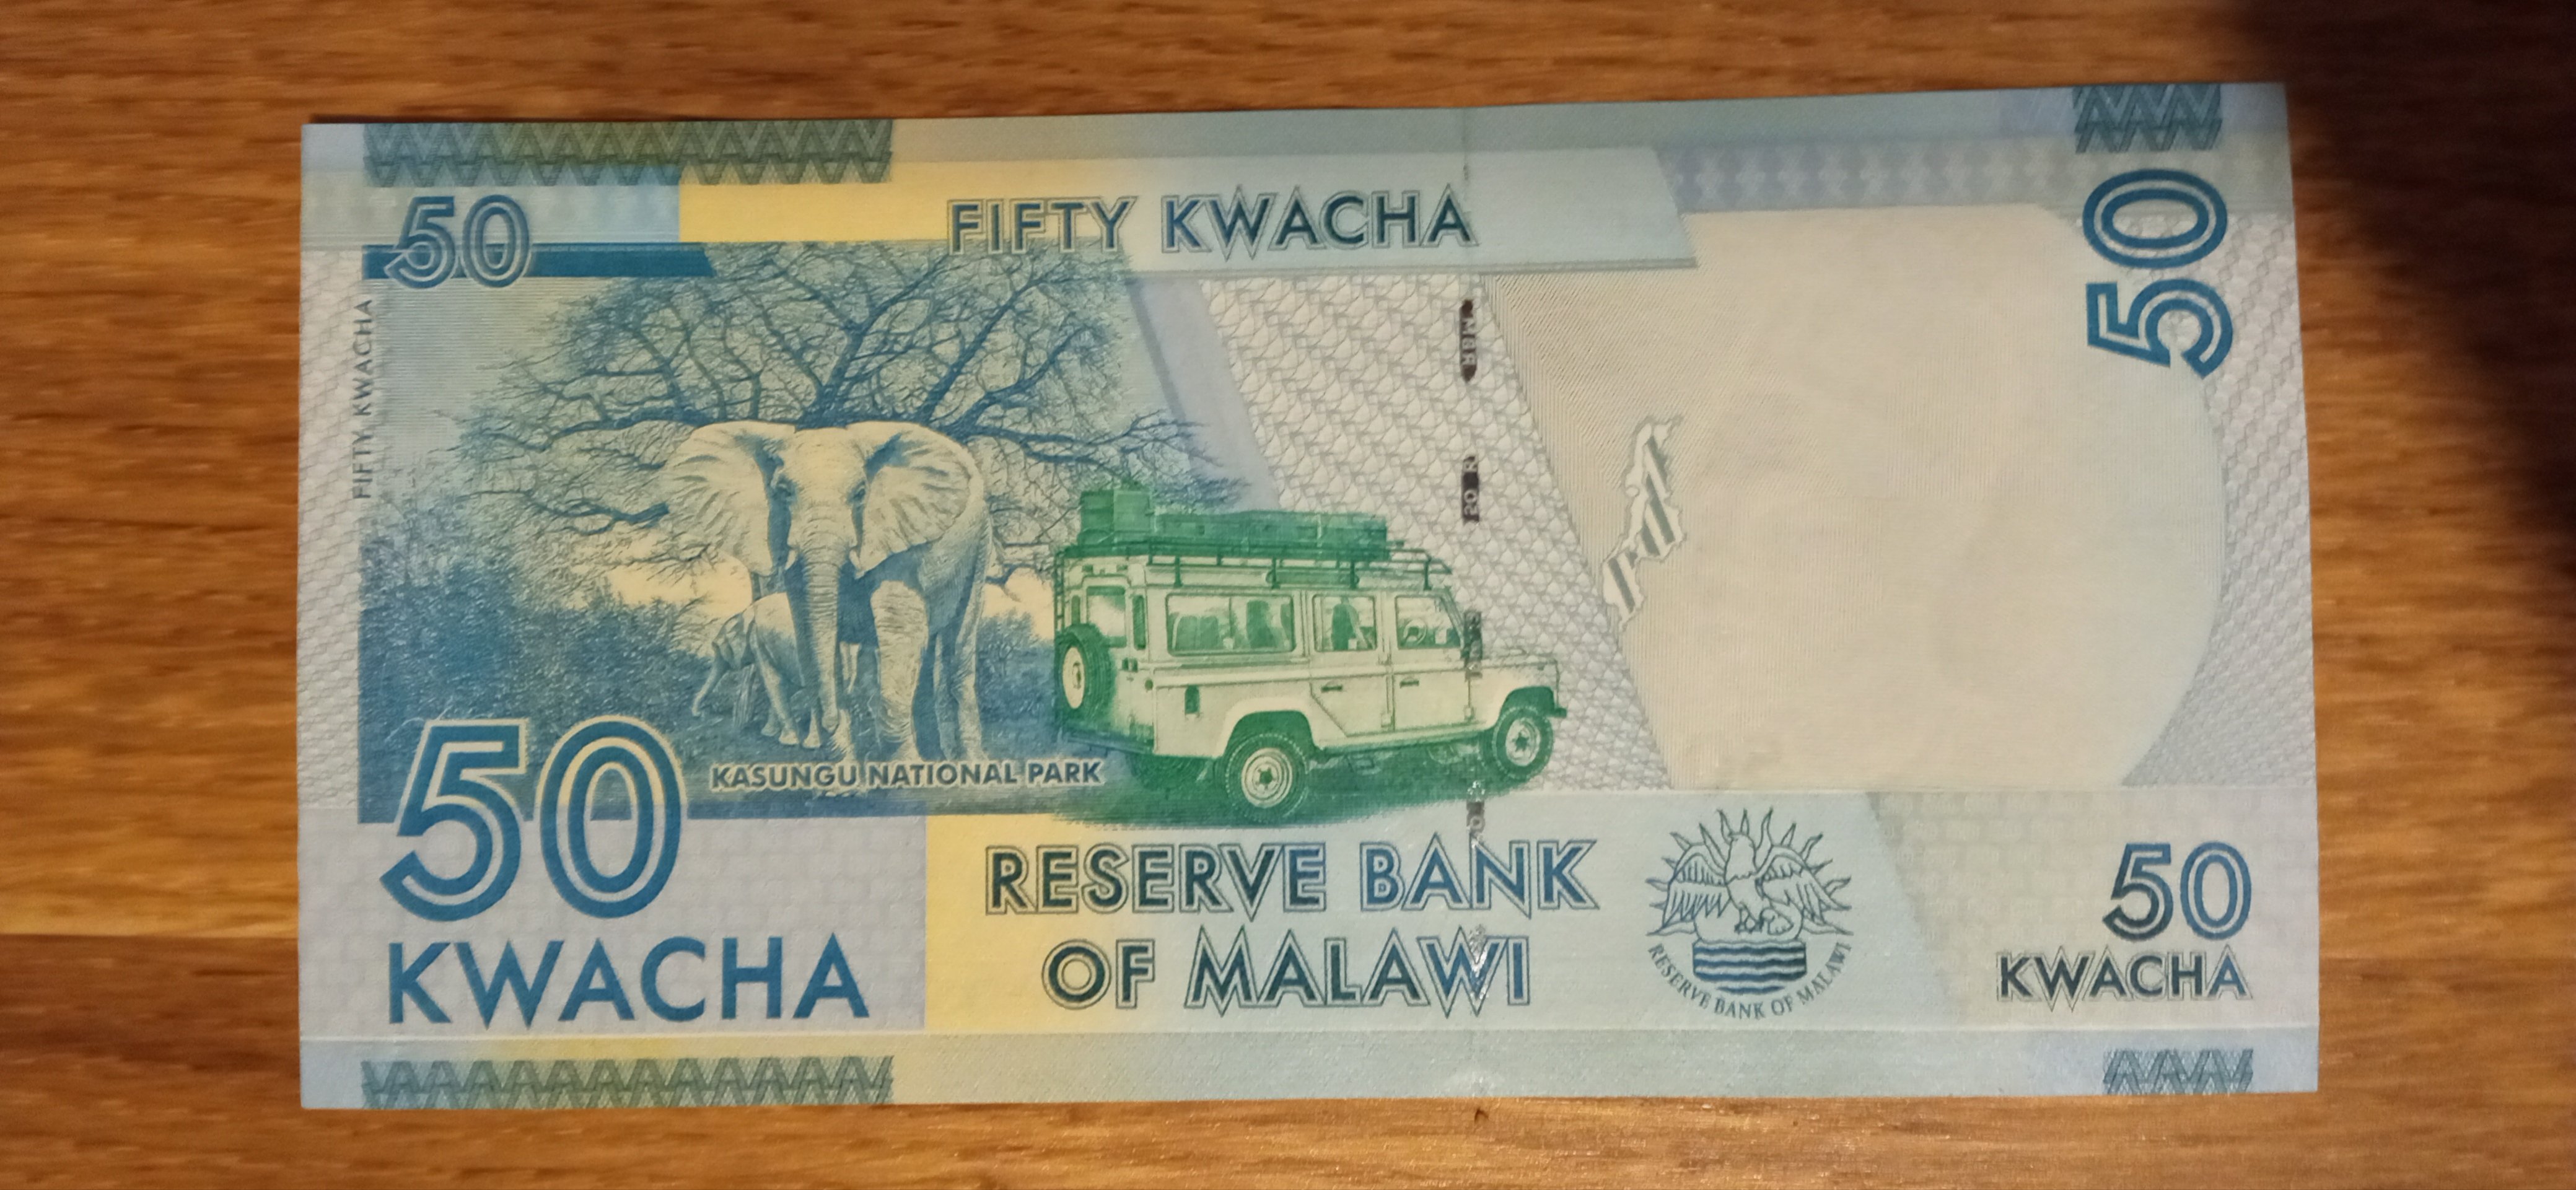 50
FIFTY KWACHA
50
FIFTY KWACHA
KASUNGU NATIONAL PARK
50
KWACHA
RESERVE BANK
OF MALAWI
RESERVE BANK OF MALAWI
50
KWACHA